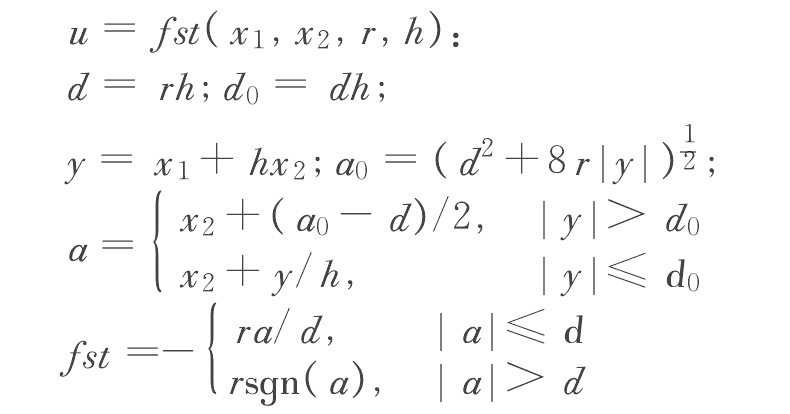 u = fst(x₁, x₂, r, h):
d = rh; d₀ = dh;
y = x₁ + hx₂; a₀ = (d² + 8r|y|)^{1/2};
a = { x₂ + (a₀ − d)/2, |y| > d₀
x₂ + y/h, |y| ≤ d₀
fst = − { ra/d, |a| ≤ d
rsgn(a), |a| > d